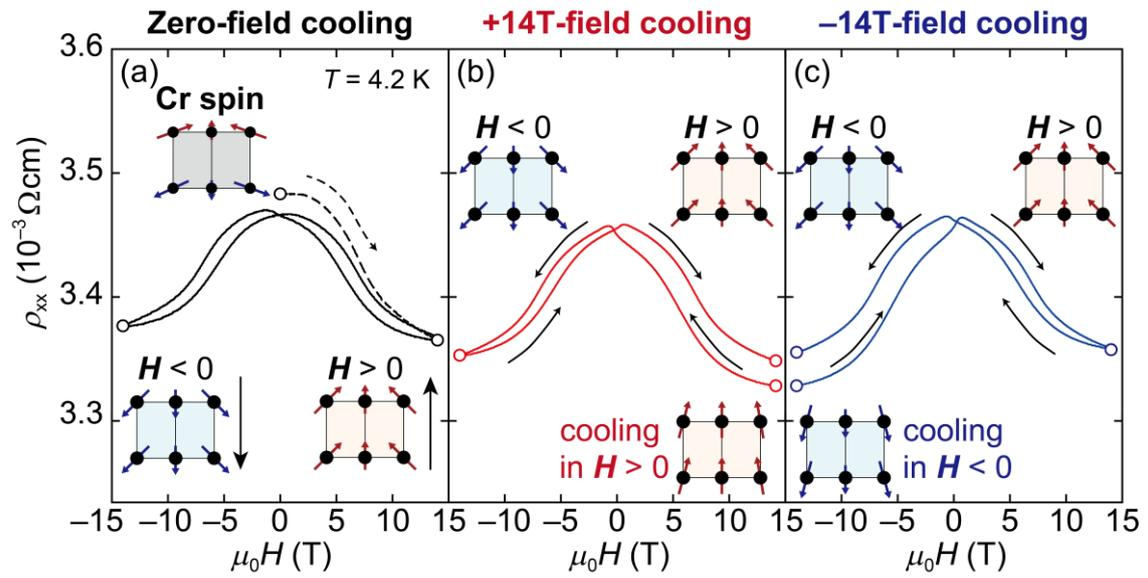 Zero-field cooling
+14T-field cooling
–14T-field cooling
3.6
3.5
3.4
3.3
ρxx (10⁻³ Ωcm)
(a)
T = 4.2 K
Cr spin
H < 0
H > 0
(b)
H < 0
H > 0
cooling
in H > 0
(c)
H < 0
H > 0
cooling
in H < 0
–15 –10 –5 0 5 10 15 –10 –5 0 5 10 15 –10 –5 0 5 10 15
μ₀H (T)
μ₀H (T)
μ₀H (T)